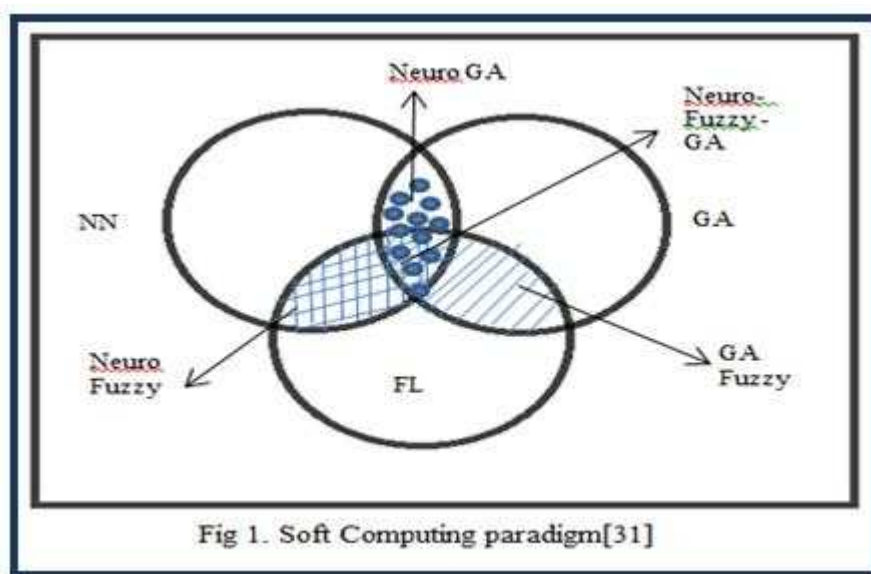 Neuro GA
Neuro-
Fuzzy -
GA
NN
GA
Neuro
Fuzzy
FL
GA
Fuzzy
Fig 1. Soft Computing paradigm[31]